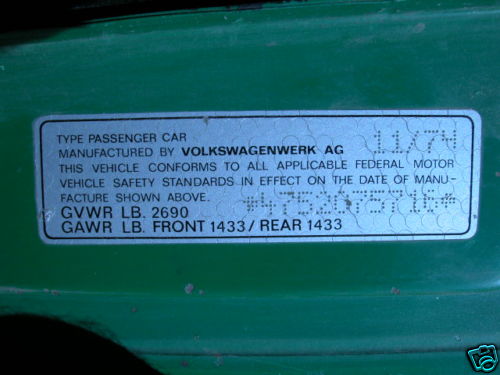 TYPE PASSENGER CAR 11/74
MANUFACTURED BY VOLKSWAGENWERK AG
THIS VEHICLE CONFORMS TO ALL APPLICABLE FEDERAL MOTOR
VEHICLE SAFETY STANDARDS IN EFFECT ON THE DATE OF MANU-
FACTURE SHOWN ABOVE.
GVWR LB. 2690
GAWR LB. FRONT 1433/ REAR 1433